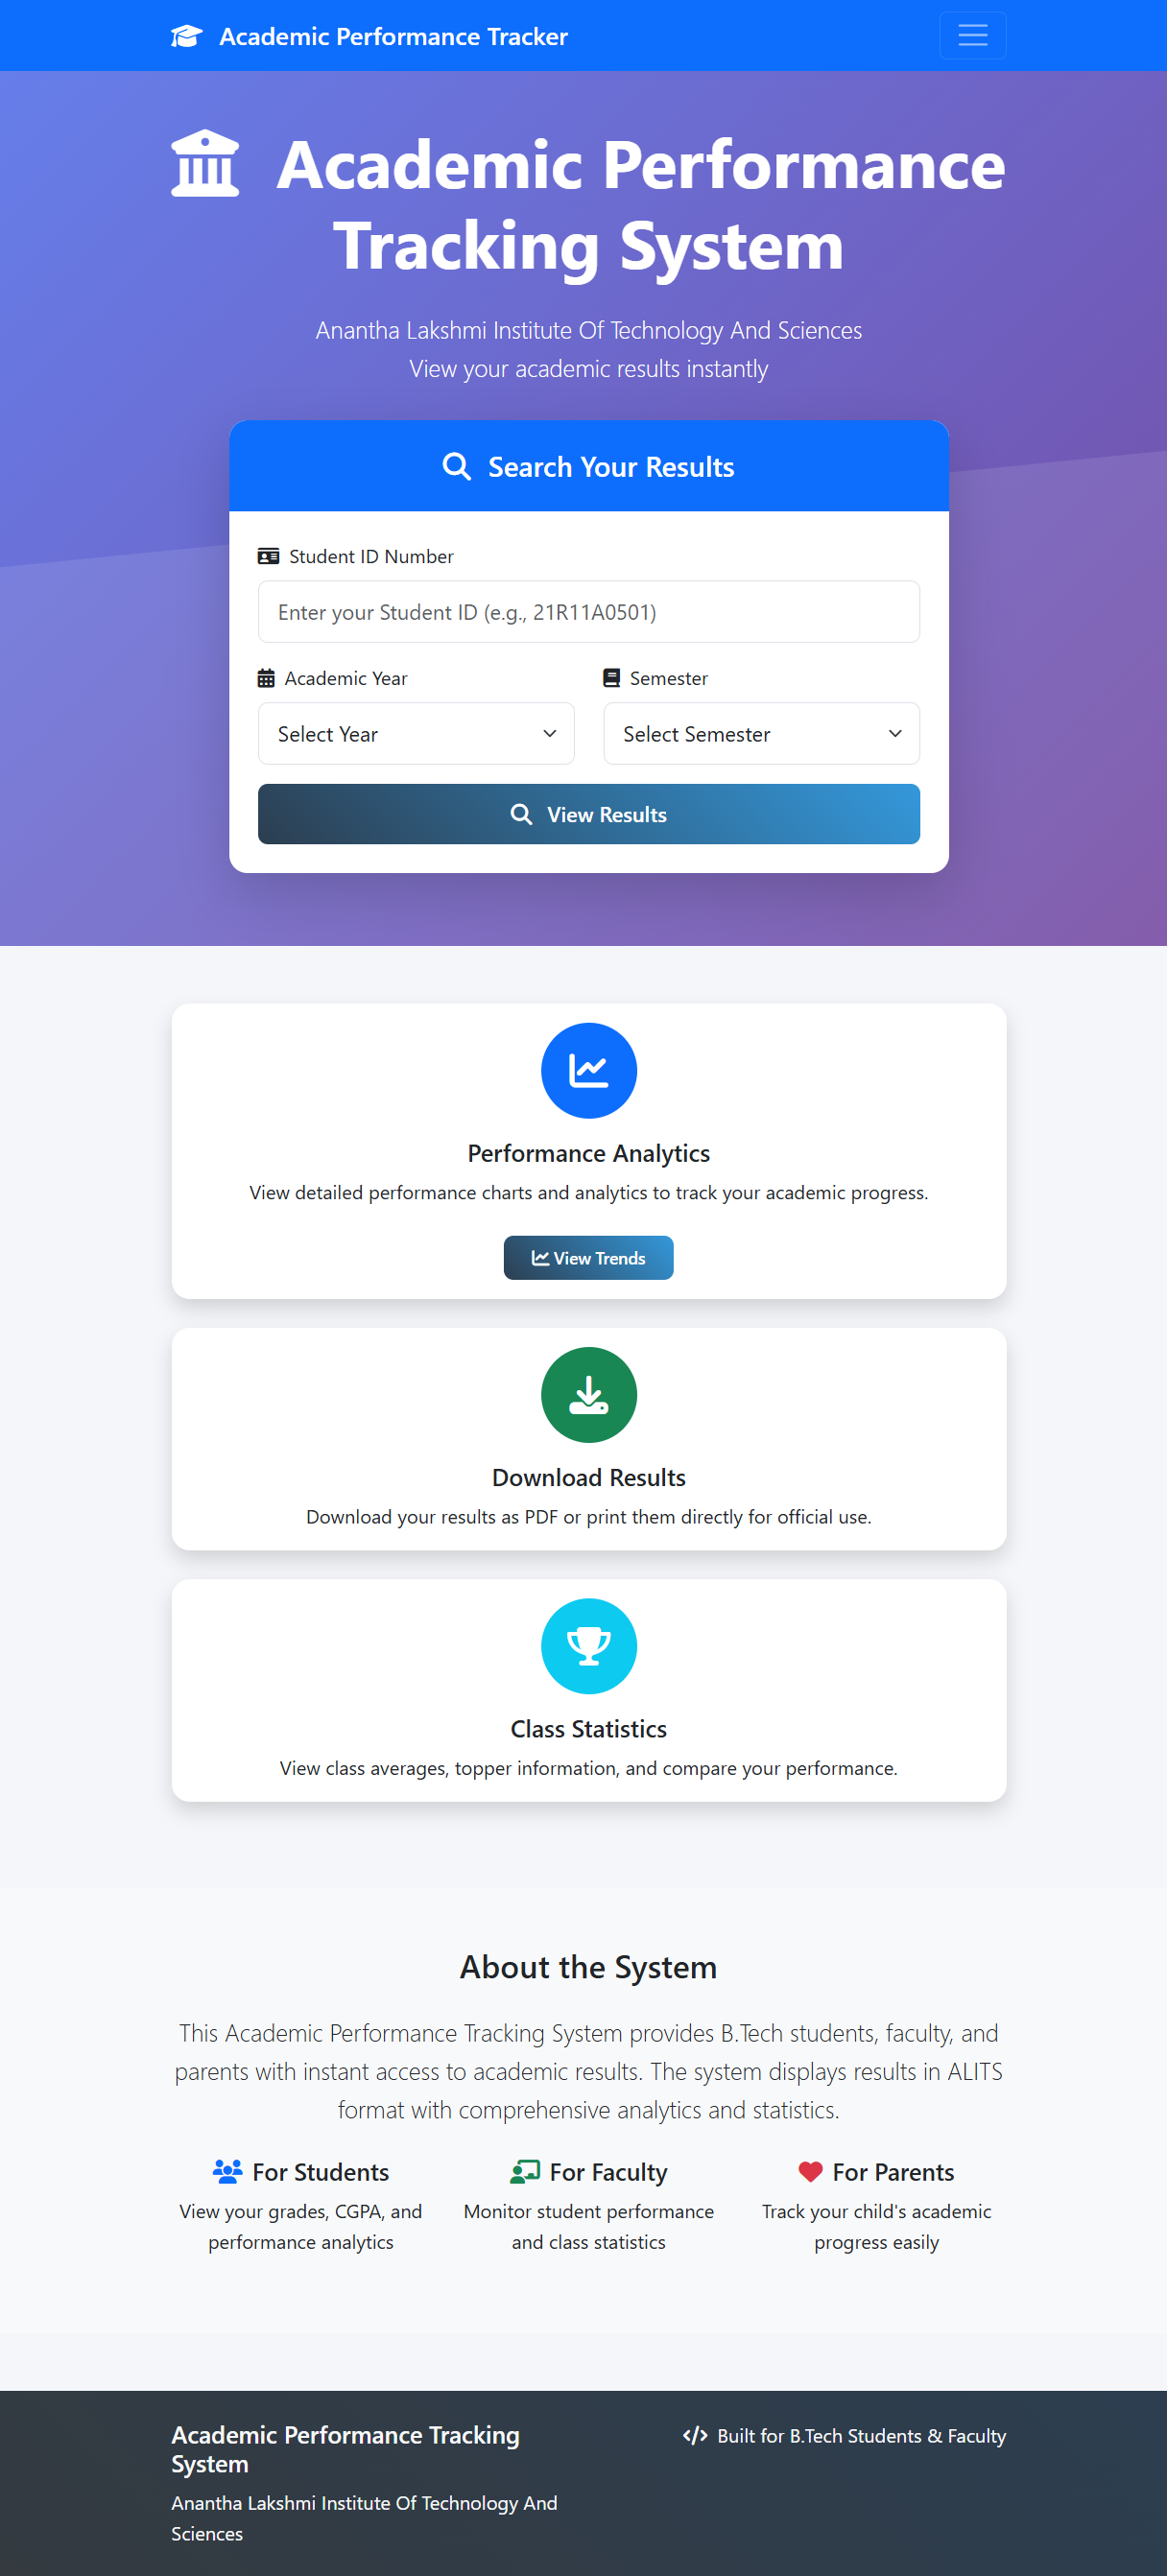 Academic Performance Tracker
Academic Performance
Tracking System
Anantha Lakshmi Institute Of Technology And Sciences
View your academic results instantly
Search Your Results
Student ID Number
Enter your Student ID (e.g., 21R11A0501)
Academic Year
Semester
Select Year
Select Semester
View Results
Performance Analytics
View detailed performance charts and analytics to track your academic progress.
View Trends
Download Results
Download your results as PDF or print them directly for official use.
Class Statistics
View class averages, topper information, and compare your performance.
About the System
This Academic Performance Tracking System provides B.Tech students, faculty, and
parents with instant access to academic results. The system displays results in ALITS
format with comprehensive analytics and statistics.
For Students
View your grades, CGPA, and
performance analytics
For Faculty
Monitor student performance
and class statistics
For Parents
Track your child's academic
progress easily
Academic Performance Tracking
System
Anantha Lakshmi Institute Of Technology And
Sciences
Built for B.Tech Students & Faculty